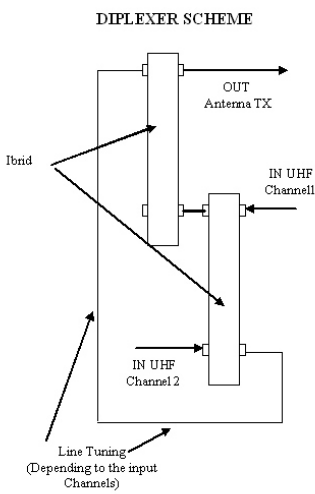 DIPLEXER SCHEME
OUT
Antenna TX
Ibrid
IN UHF
Channel1
IN UHF
Channel 2
Line Tuning
(Depending to the input
Channels)